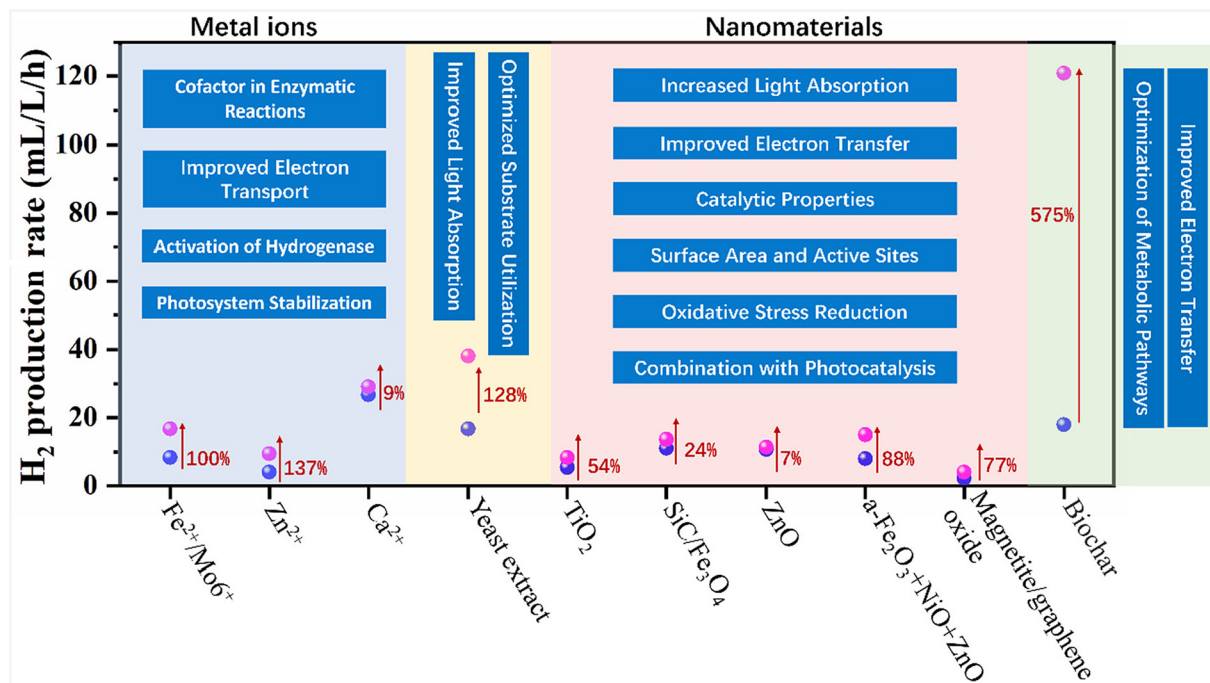 Metal ions
Nanomaterials
H₂ production rate (mL/L/h)
120
100
80
60
40
20
0
Cofactor in Enzymatic
Reactions
Improved Electron
Transport
Activation of Hydrogenase
Photosystem Stabilization
Improved Light Absorption
Optimized Substrate Utilization
Increased Light Absorption
Improved Electron Transfer
Catalytic Properties
Surface Area and Active Sites
Oxidative Stress Reduction
Combination with Photocatalysis
Optimization of Metabolic Pathways
Improved Electron Transfer
100%
137%
9%
128%
54%
24%
7%
88%
77%
575%
Fe²⁺/Mo6⁺
Zn²⁺
Ca²⁺
Yeast extract
TiO₂
SiC/Fe₃O₄
ZnO
a-Fe₂O₃+NiO+ZnO
Magnetite/graphene
oxide
Biochar